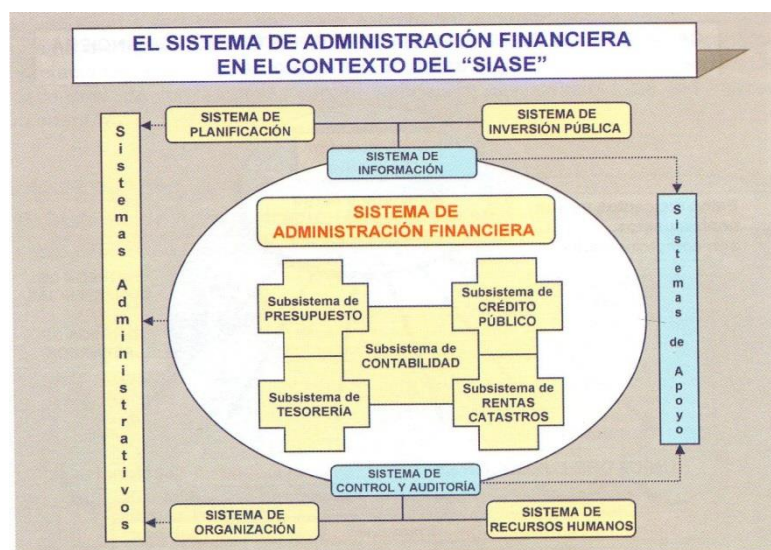 EL SISTEMA DE ADMINISTRACIÓN FINANCIERA
EN EL CONTEXTO DEL “SIASE”
SISTEMA DE
PLANIFICACIÓN
SISTEMA DE
INVERSIÓN PÚBLICA
SISTEMA DE
INFORMACIÓN
Sistemas Administrativos
SISTEMA DE
ADMINISTRACIÓN FINANCIERA
Sistemas de Apoyo
Subsistema de
PRESUPUESTO
Subsistema de
CRÉDITO
PÚBLICO
Subsistema de
CONTABILIDAD
Subsistema de
TESORERÍA
Subsistema de
RENTAS
CATASTROS
SISTEMA DE
CONTROL Y AUDITORÍA
SISTEMA DE
ORGANIZACIÓN
SISTEMA DE
RECURSOS HUMANOS